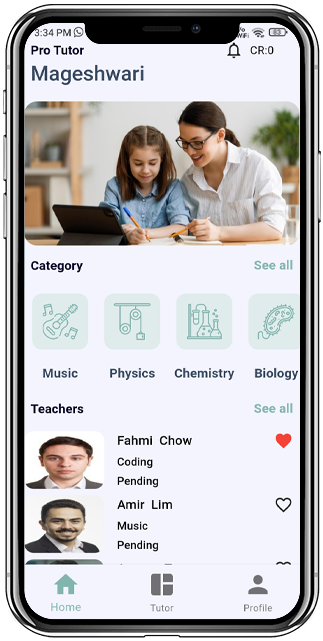 3:34 PM
83
Pro Tutor
CR:0
Mageshwari
Category
See all
Music
Physics
Chemistry
Biology
Teachers
See all
Fahmi Chow
Coding
Pending
Amir Lim
Music
Pending
Home
Tutor
Profile